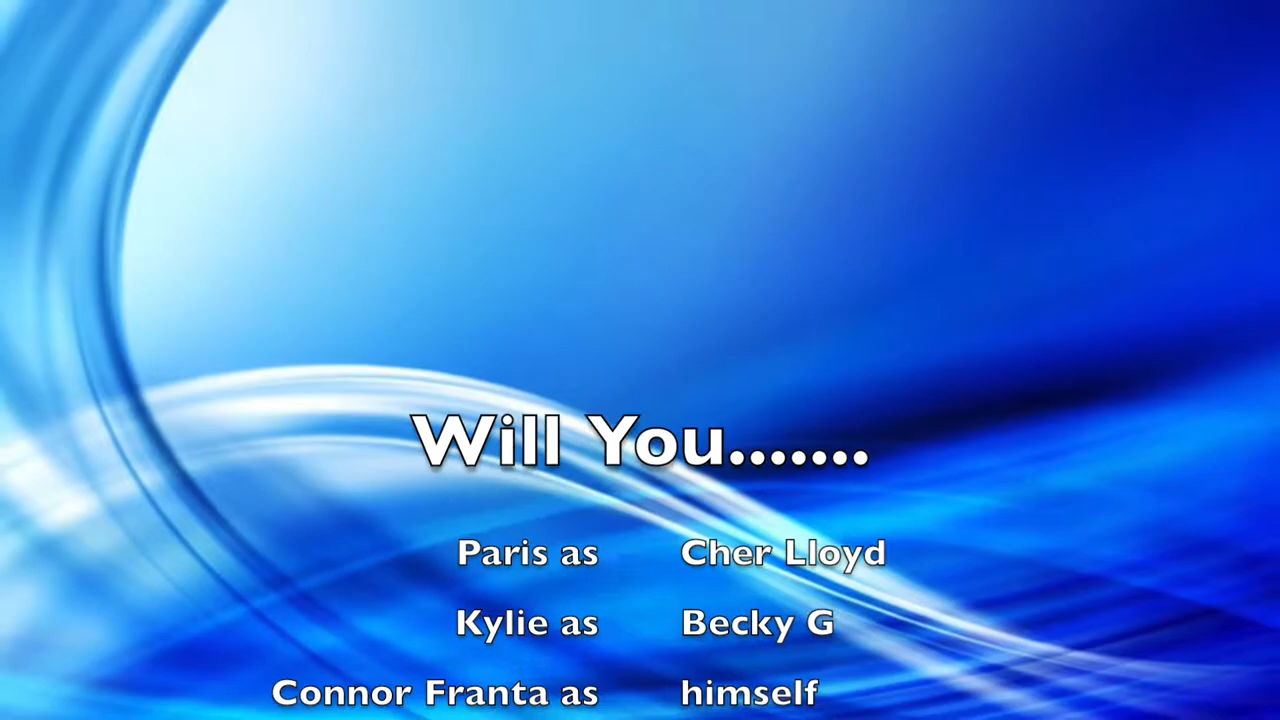 Will You.......
Paris as Cher Lloyd
Kylie as Becky G
Connor Franta as himself